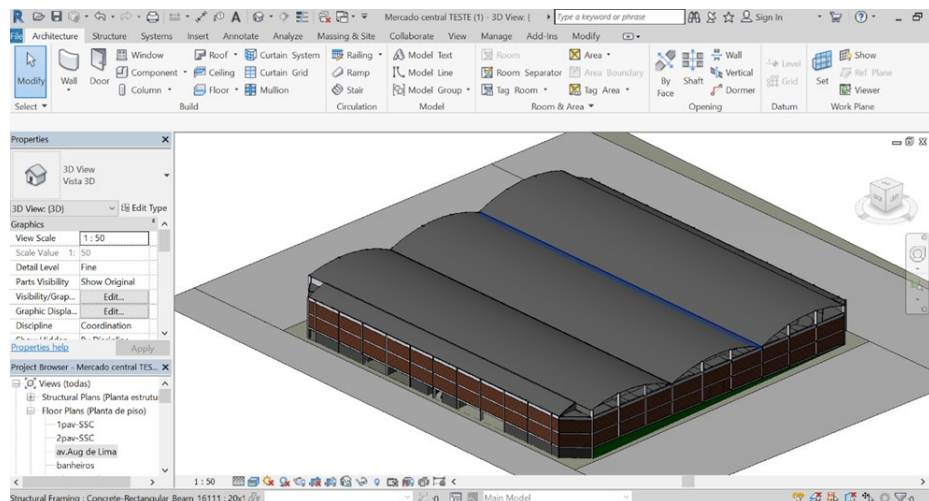 Mercado central TESTE (1) - 3D View: {
Type a keyword or phrase
Sign In
File Architecture Structure Systems Insert Annotate Analyze Massing & Site Collaborate View Manage Add-Ins Modify
Modify Wall Door Window Component Column Roof Ceiling Floor Curtain System Curtain Grid Mullion
Railing Ramp Stair Model Text Model Line Model Group
Room Room Separator Tag Room Area Area Boundary Tag Area
By Face Shaft Wall Vertical Dormer Level Grid Set Show Ref Plane Viewer
Select Build Circulation Model Room & Area Opening Datum Work Plane
Properties
3D View
Vista 3D
3D View: {3D} Edit Type
Graphics
View Scale 1 : 50
Scale Value 1: 50
Detail Level Fine
Parts Visibility Show Original
Visibility/Grap... Edit...
Graphic Displa... Edit...
Discipline Coordination
Properties help Apply
Project Browser - Mercado central TES...
Views (todas)
Structural Plans (Planta estrutu
Floor Plans (Planta de piso)
1pav-SSC
2pav-SSC
av.Aug de Lima
banheiros
1 : 50
Structural Framing : Concrete-Rectangular Beam 16111 : 20x1
:0 Main Model